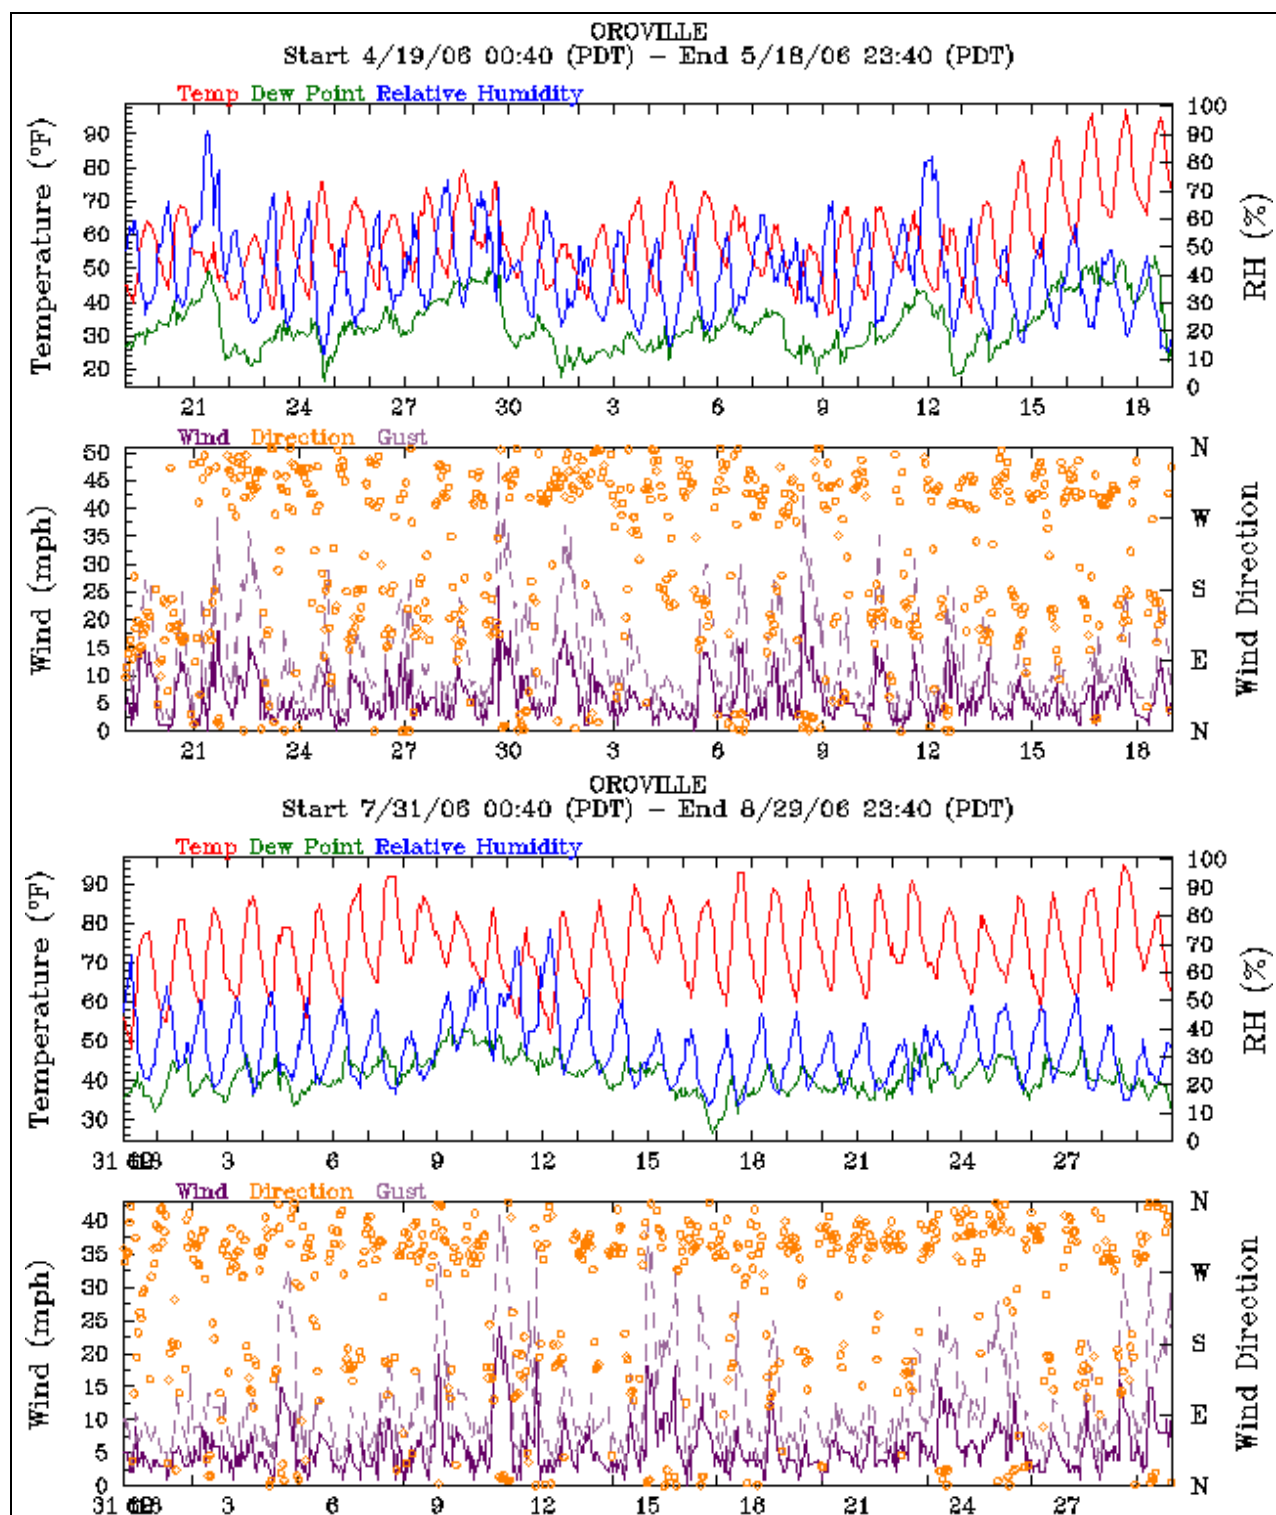 OROVILLE
Start 4/19/06 00:40 (PDT) – End 5/18/06 23:40 (PDT)
Temp Dew Point Relative Humidity
Temperature (°F)
90
80
70
60
50
40
30
20
100
90
80
70
60
50
40
30
20
10
0
RH (%)
21 24 27 30 3 6 9 12 15 18
Wind Direction Gust
Wind (mph)
50
45
40
35
30
25
20
15
10
5
0
N
W
S
E
N
Wind Direction
21 24 27 30 3 6 9 12 15 18
OROVILLE
Start 7/31/06 00:40 (PDT) – End 8/29/06 23:40 (PDT)
Temp Dew Point Relative Humidity
Temperature (°F)
90
80
70
60
50
40
30
100
90
80
70
60
50
40
30
20
10
0
RH (%)
31 3 6 9 12 15 18 21 24 27
Wind Direction Gust
Wind (mph)
40
35
30
25
20
15
10
5
0
N
W
S
E
N
Wind Direction
31 3 6 9 12 15 18 21 24 27